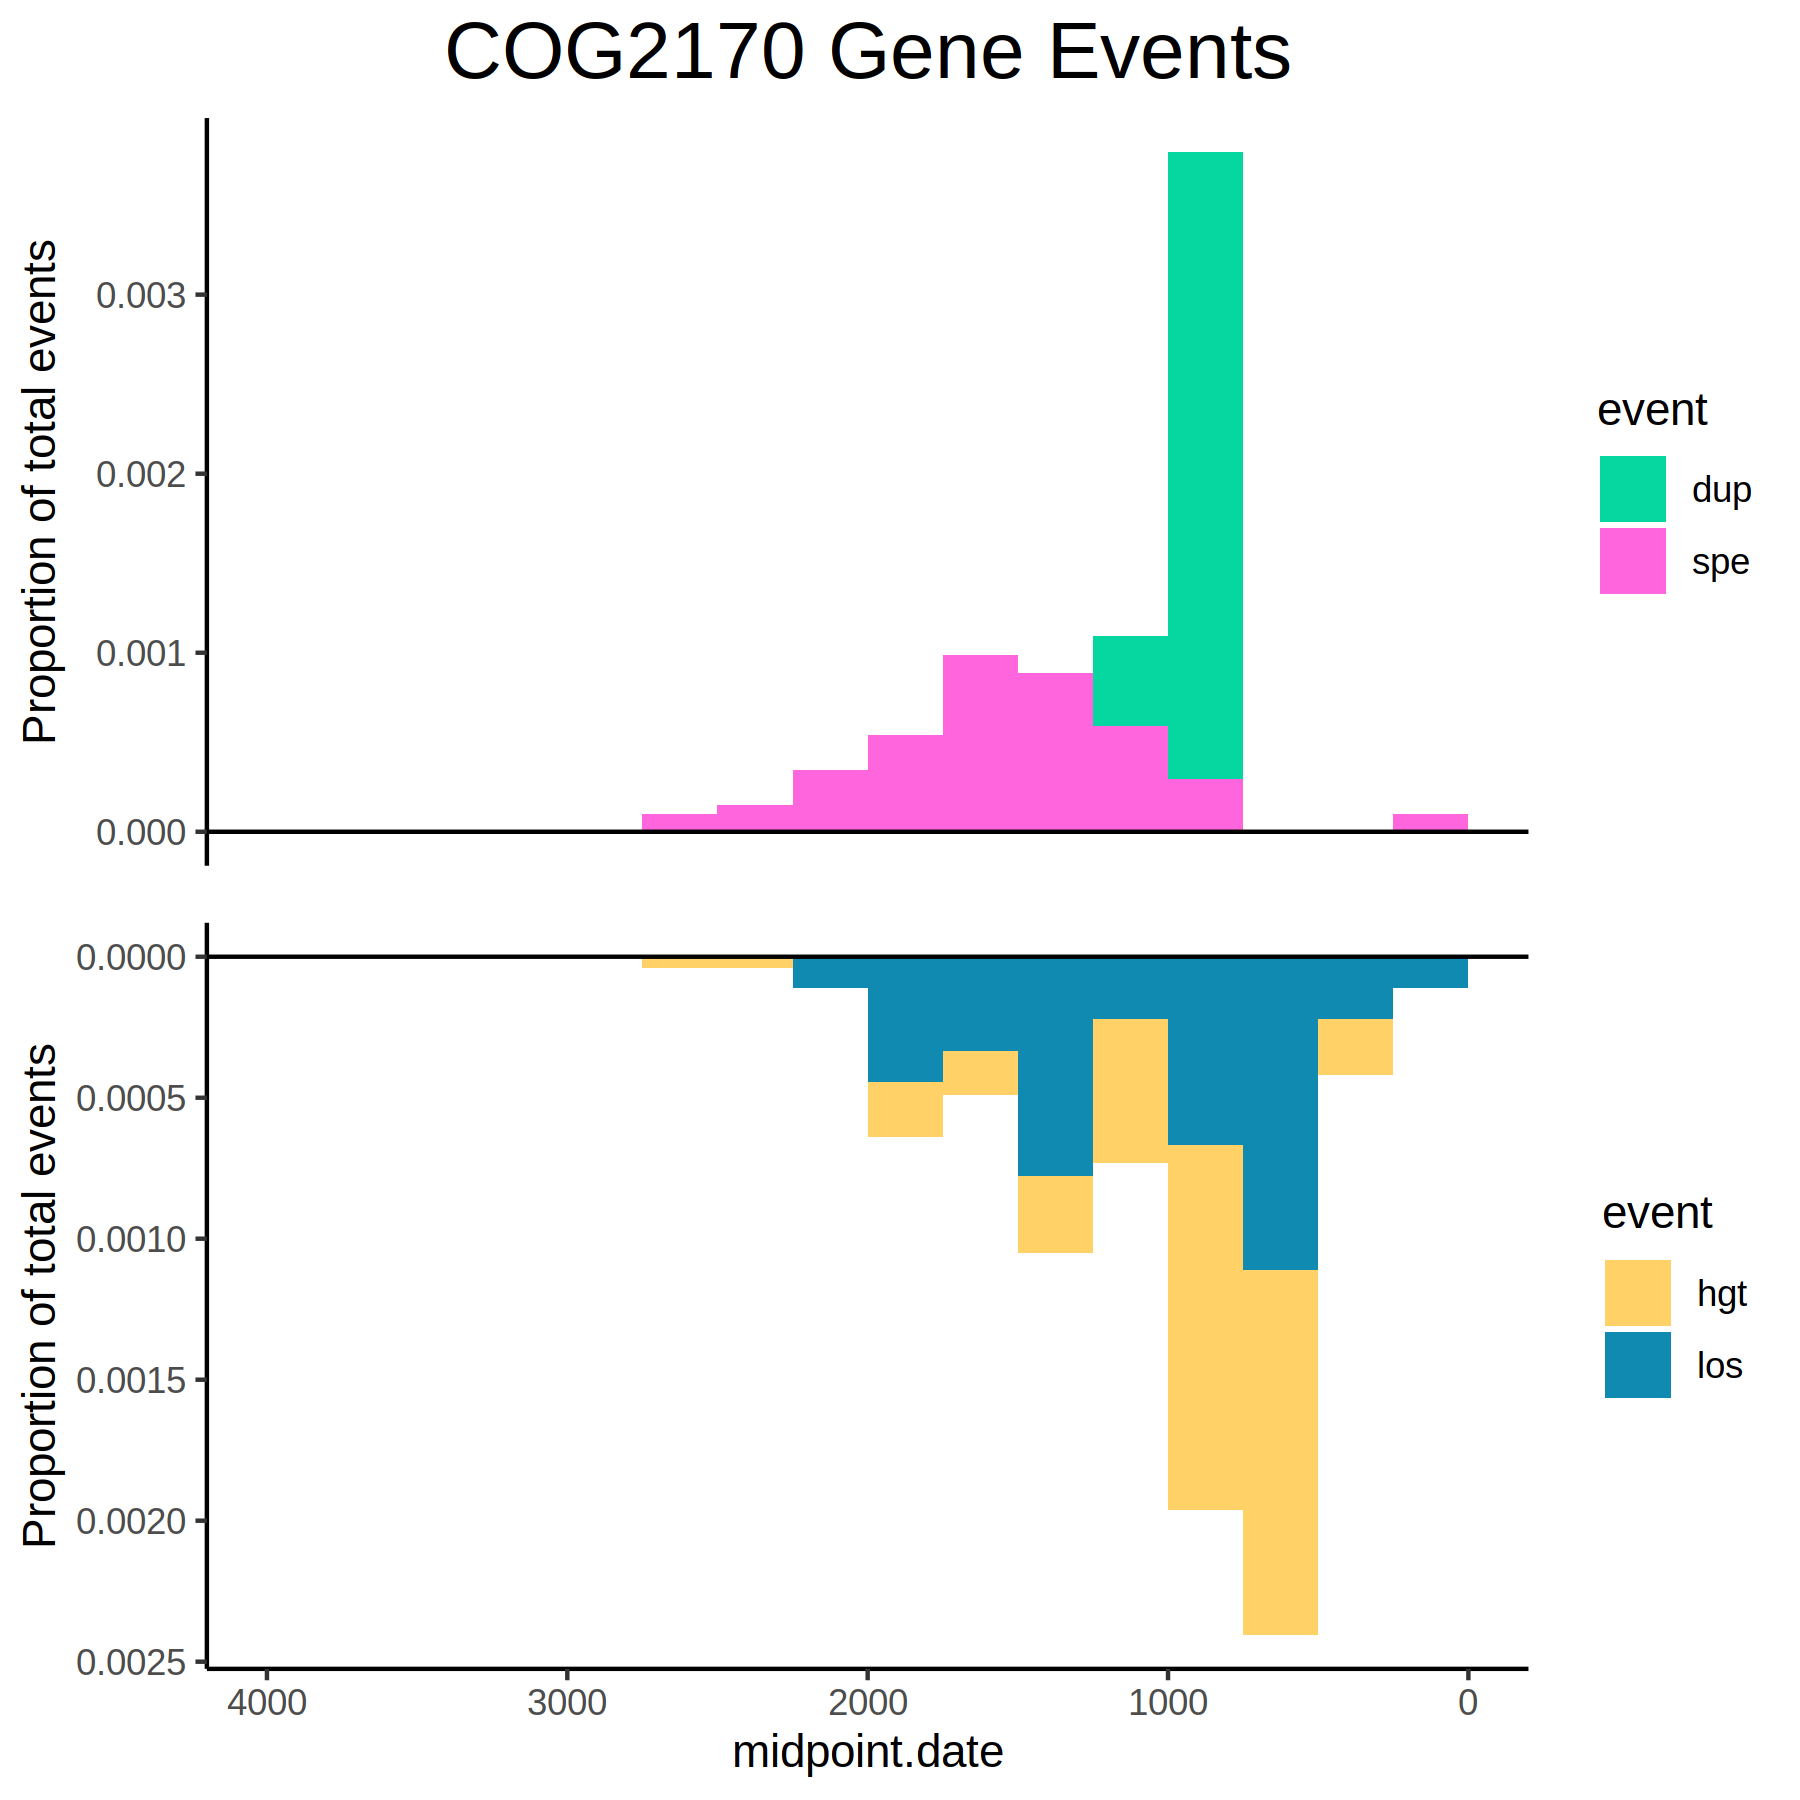 COG2170 Gene Events
Proportion of total events
0.003
0.002
0.001
0.000
event
dup
spe
Proportion of total events
0.0000
0.0005
0.0010
0.0015
0.0020
0.0025
event
hgt
los
4000 3000 2000 1000 0
midpoint.date